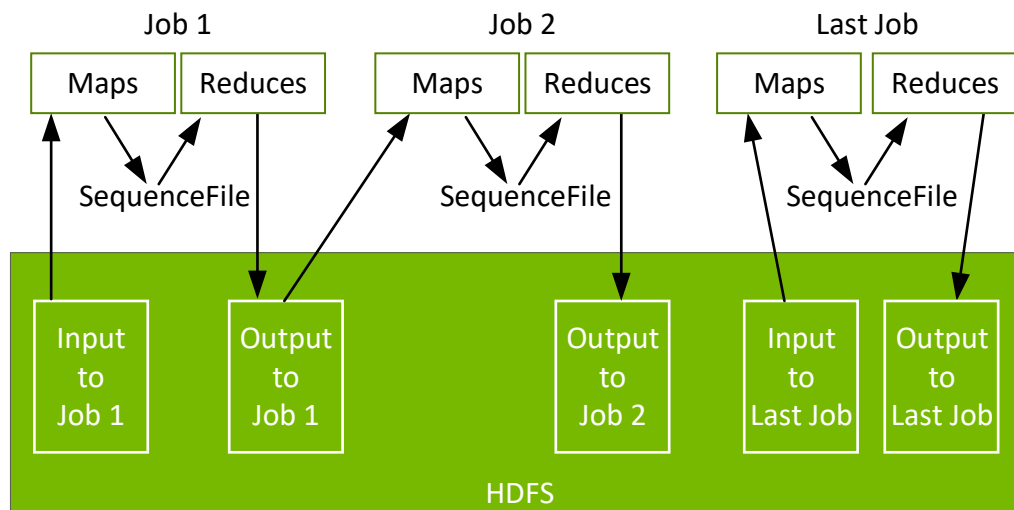 Job 1
Job 2
Last Job
Maps
Reduces
Maps
Reduces
Maps
Reduces
SequenceFile
SequenceFile
SequenceFile
Input
to
Job 1
Output
to
Job 1
Output
to
Job 2
Input
to
Last Job
Output
to
Last Job
HDFS